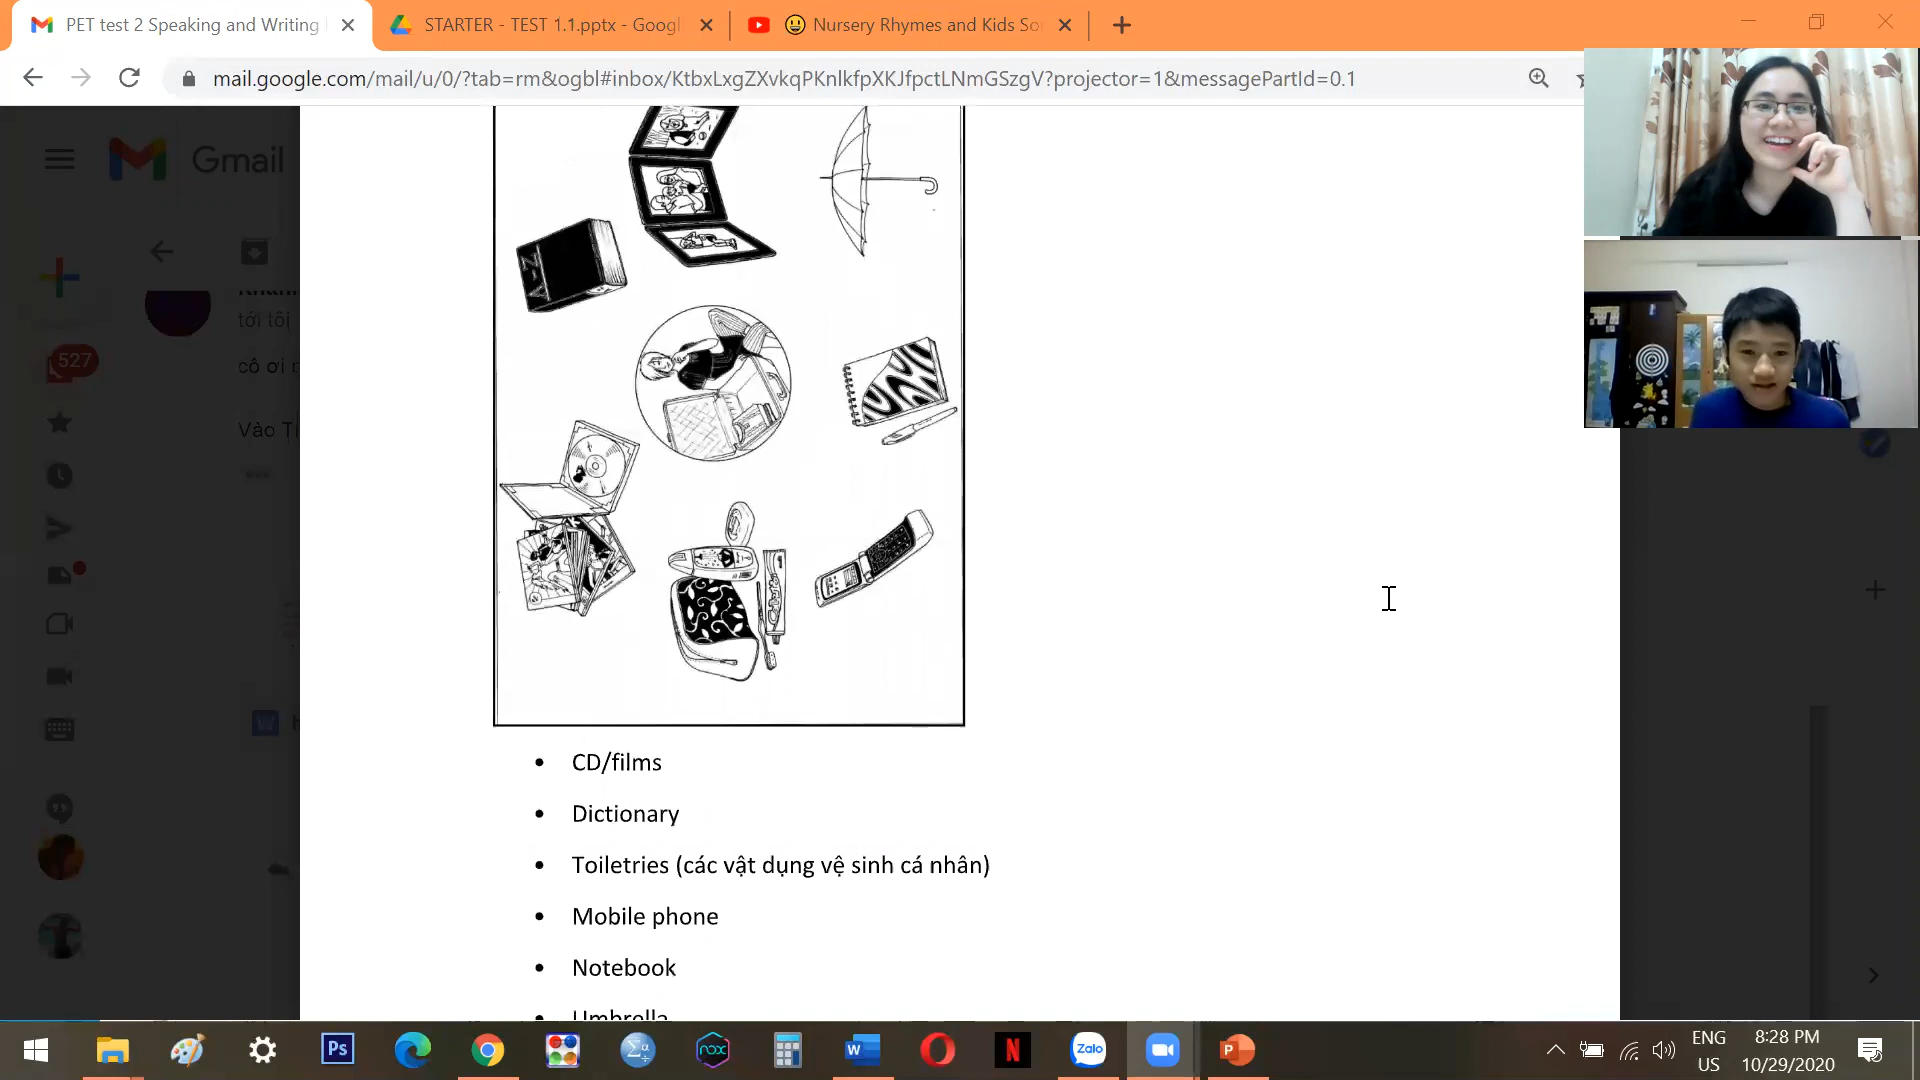 PET test 2 Speaking and Writing
STARTER - TEST 1.1.pptx - Googl
Nursery Rhymes and Kids So
mail.google.com/mail/u/0/?tab=rm&ogbl#inbox/KtbxLxgZXvkqPKnlkfpXKJfpctLNmGSzgV?projector=1&messagePartId=0.1
Gmail
tới tôi
527
cô ơi
Z-A
CD/films
Dictionary
Toiletries (các vật dụng vệ sinh cá nhân)
Mobile phone
Notebook
Umbrella
Ps
nox
W
N
Zalo
P
ENG
US
8:28 PM
10/29/2020